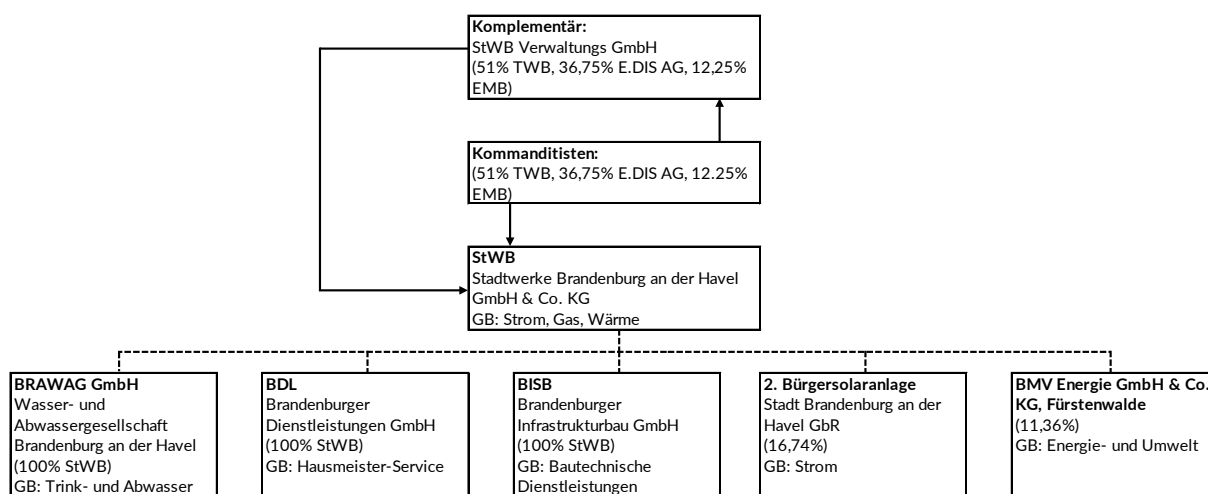 Komplementär:
StWB Verwaltungs GmbH
(51% TWB, 36,75% E.DIS AG, 12,25%
EMB)
Kommanditisten:
(51% TWB, 36,75% E.DIS AG, 12.25%
EMB)
StWB
Stadtwerke Brandenburg an der Havel
GmbH & Co. KG
GB: Strom, Gas, Wärme
BRAWAG GmbH
Wasser- und
Abwassergesellschaft
Brandenburg an der Havel
(100% StWB)
GB: Trink- und Abwasser
BDL
Brandenburger
Dienstleistungen GmbH
(100% StWB)
GB: Hausmeister-Service
BISB
Brandenburger
Infrastrukturbau GmbH
(100% StWB)
GB: Bautechnische
Dienstleistungen
2. Bürgersolaranlage
Stadt Brandenburg an der
Havel GbR
(16,74%)
GB: Strom
BMV Energie GmbH & Co.
KG, Fürstenwalde
(11,36%)
GB: Energie- und Umwelt